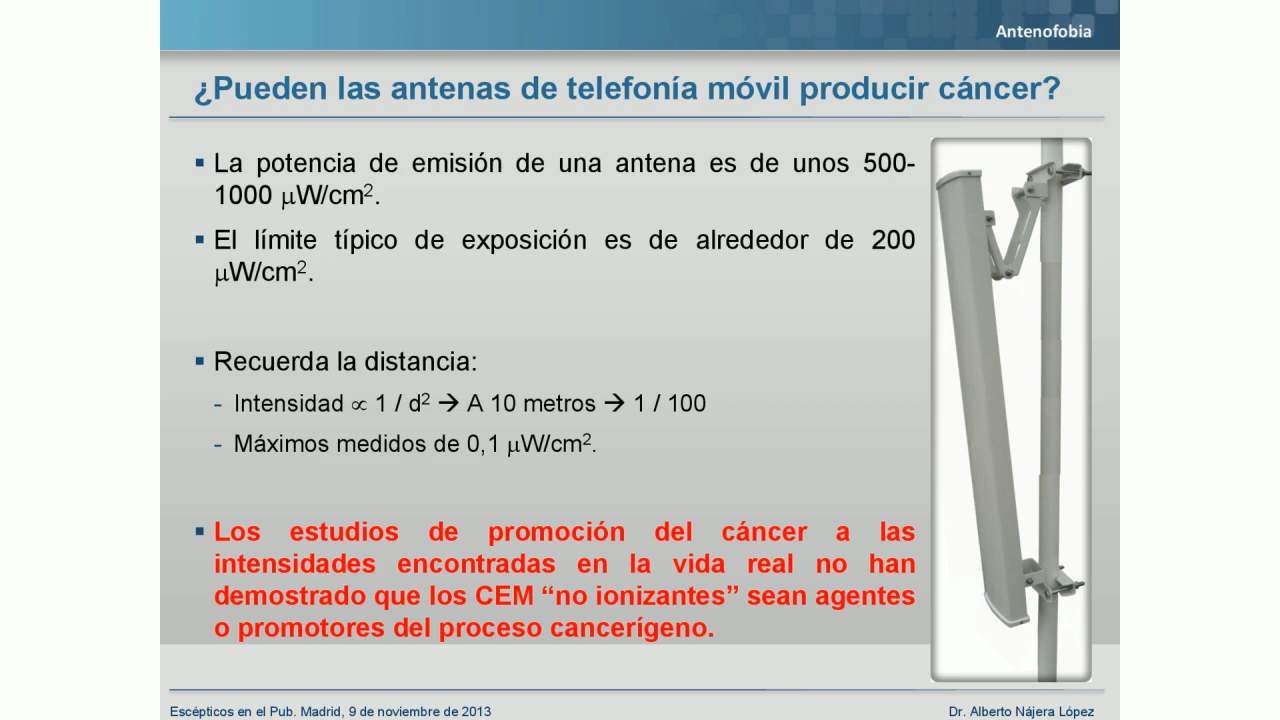 Antenofobia
¿Pueden las antenas de telefonía móvil producir cáncer?
▪ La potencia de emisión de una antena es de unos 500-
1000 μW/cm².
▪ El límite típico de exposición es de alrededor de 200
μW/cm².
▪ Recuerda la distancia:
- Intensidad ∝ 1 / d² → A 10 metros → 1 / 100
- Máximos medidos de 0,1 μW/cm².
▪ Los estudios de promoción del cáncer a las
intensidades encontradas en la vida real no han
demostrado que los CEM “no ionizantes” sean agentes
o promotores del proceso cancerígeno.
Escépticos en el Pub. Madrid, 9 de noviembre de 2013
Dr. Alberto Nájera López